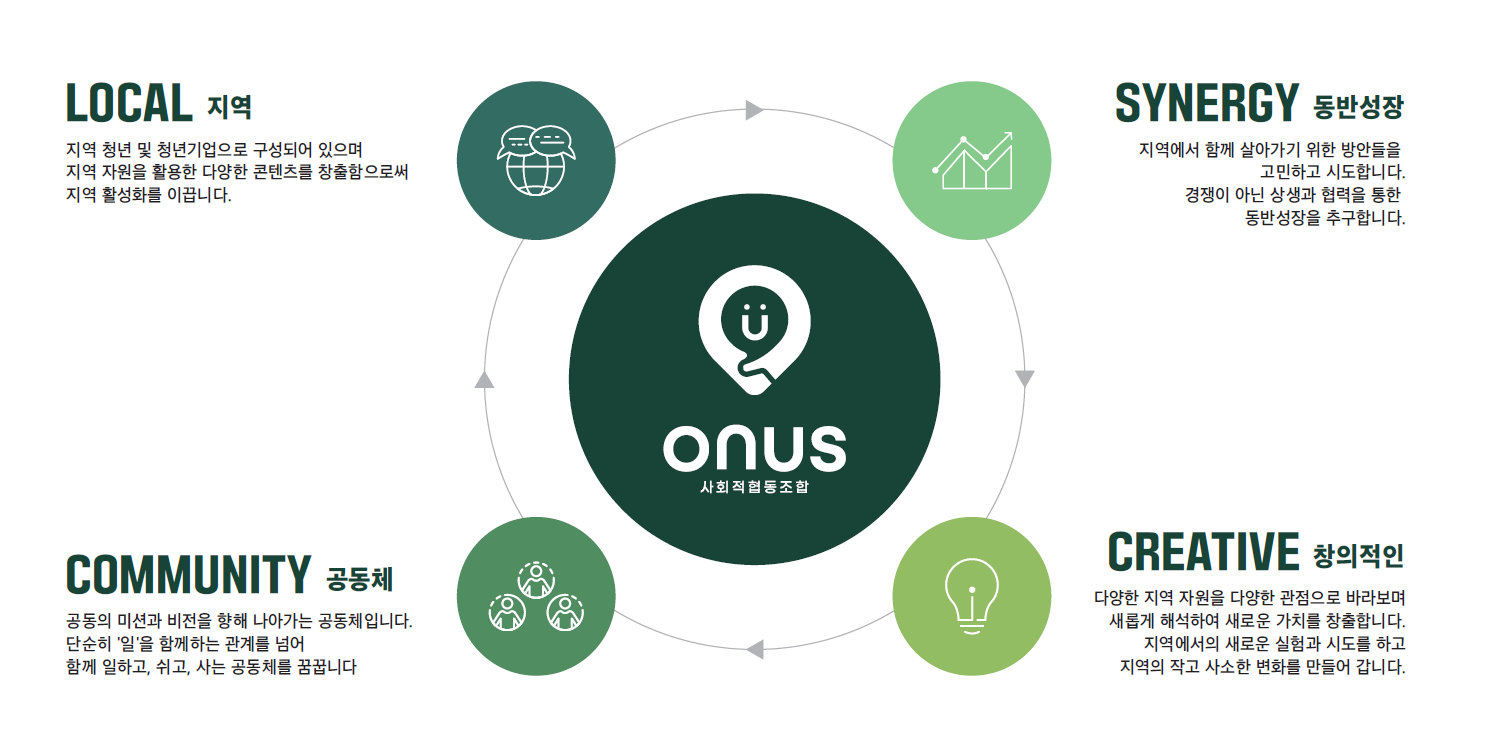 LOCAL 지역
지역 청년 및 청년기업으로 구성되어 있으며
지역 자원을 활용한 다양한 콘텐츠를 창출함으로써
지역 활성화를 이끕니다.
SYNERGY 동반성장
지역에서 함께 살아가기 위한 방안들을
고민하고 시도합니다.
경쟁이 아닌 상생과 협력을 통한
동반성장을 추구합니다.
onus
사회적협동조합
COMMUNITY 공동체
공동의 미션과 비전을 향해 나아가는 공동체입니다.
단순히 '일'을 함께하는 관계를 넘어
함께 일하고, 쉬고, 사는 공동체를 꿈꿉니다
CREATIVE 창의적인
다양한 지역 자원을 다양한 관점으로 바라보며
새롭게 해석하여 새로운 가치를 창출합니다.
지역에서의 새로운 실험과 시도를 하고
지역의 작고 사소한 변화를 만들어 갑니다.